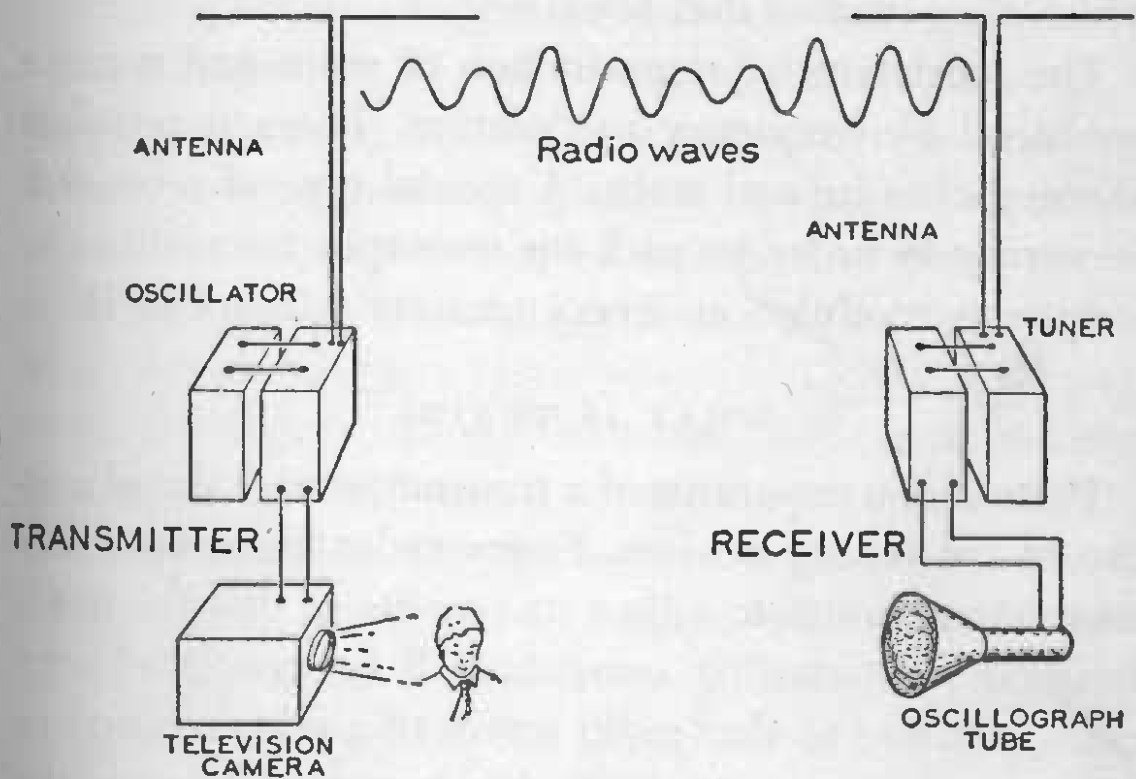 ANTENNA
Radio waves
ANTENNA
OSCILLATOR
TUNER
TRANSMITTER
RECEIVER
TELEVISION
CAMERA
OSCILLOGRAPH
TUBE